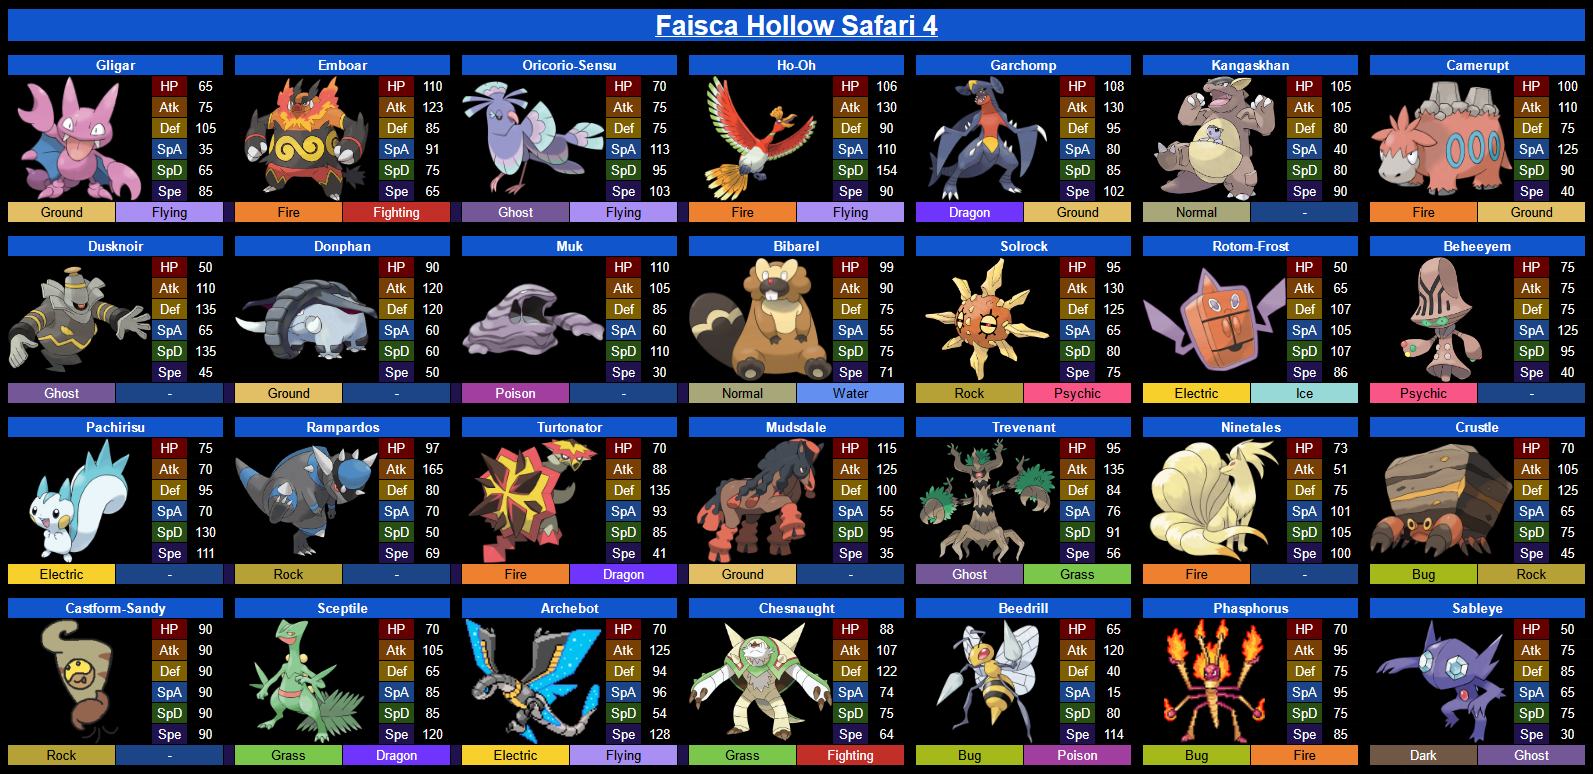 Faisca Hollow Safari 4
Gligar Emboar Oricorio-Sensu Ho-Oh Garchomp Kangaskhan Camerupt
HP 65 HP 110 HP 70 HP 106 HP 108 HP 105 HP 100
Atk 75 Atk 123 Atk 75 Atk 130 Atk 130 Atk 105 Atk 110
Def 105 Def 85 Def 75 Def 90 Def 95 Def 80 Def 75
SpA 35 SpA 91 SpA 113 SpA 110 SpA 80 SpA 40 SpA 125
SpD 65 SpD 75 SpD 95 SpD 154 SpD 85 SpD 80 SpD 90
Spe 85 Spe 65 Spe 103 Spe 90 Spe 102 Spe 90 Spe 40
Ground Flying Fire Fighting Ghost Flying Fire Flying Dragon Ground Normal - Fire Ground
Dusknoir Donphan Muk Bibarel Solrock Rotom-Frost Beheeyem
HP 50 HP 90 HP 110 HP 99 HP 95 HP 50 HP 75
Atk 110 Atk 120 Atk 105 Atk 90 Atk 130 Atk 65 Atk 75
Def 135 Def 120 Def 85 Def 75 Def 125 Def 107 Def 75
SpA 65 SpA 60 SpA 60 SpA 55 SpA 65 SpA 105 SpA 125
SpD 135 SpD 60 SpD 110 SpD 75 SpD 80 SpD 107 SpD 95
Spe 45 Spe 50 Spe 30 Spe 71 Spe 75 Spe 86 Spe 40
Ghost - Ground - Poison - Normal Water Rock Psychic Electric Ice Psychic -
Pachirisu Rampardos Turtonator Mudsdale Trevenant Ninetales Crustle
HP 75 HP 97 HP 70 HP 115 HP 95 HP 73 HP 70
Atk 70 Atk 165 Atk 88 Atk 125 Atk 135 Atk 51 Atk 105
Def 95 Def 80 Def 135 Def 100 Def 84 Def 75 Def 125
SpA 70 SpA 70 SpA 93 SpA 55 SpA 76 SpA 101 SpA 65
SpD 130 SpD 50 SpD 85 SpD 95 SpD 91 SpD 105 SpD 75
Spe 111 Spe 69 Spe 41 Spe 35 Spe 56 Spe 100 Spe 45
Electric - Rock - Fire Dragon Ground - Ghost Grass Fire - Bug Rock
Castform-Sandy Sceptile Archebot Chesnaught Beedrill Phasphorus Sableye
HP 90 HP 70 HP 70 HP 88 HP 65 HP 70 HP 50
Atk 90 Atk 105 Atk 125 Atk 107 Atk 120 Atk 95 Atk 75
Def 90 Def 65 Def 94 Def 122 Def 40 Def 75 Def 85
SpA 90 SpA 85 SpA 96 SpA 74 SpA 15 SpA 95 SpA 65
SpD 90 SpD 85 SpD 54 SpD 75 SpD 80 SpD 75 SpD 65
Spe 90 Spe 120 Spe 128 Spe 64 Spe 114 Spe 85 Spe 30
Rock - Grass Dragon Electric Flying Grass Fighting Bug Poison Bug Fire Dark Ghost